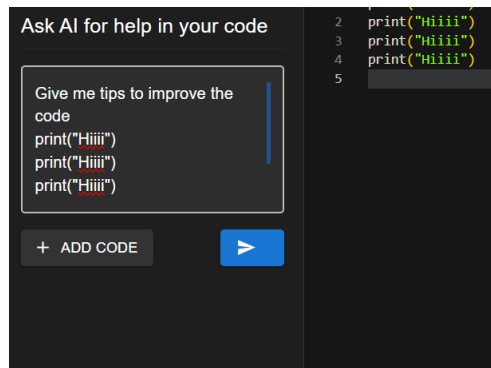 Ask AI for help in your code
Give me tips to improve the
code
print("Hiiii")
print("Hiiii")
print("Hiiii")
+ ADD CODE
2 print("Hiiii")
3 print("Hiiii")
4 print("Hiiii")
5